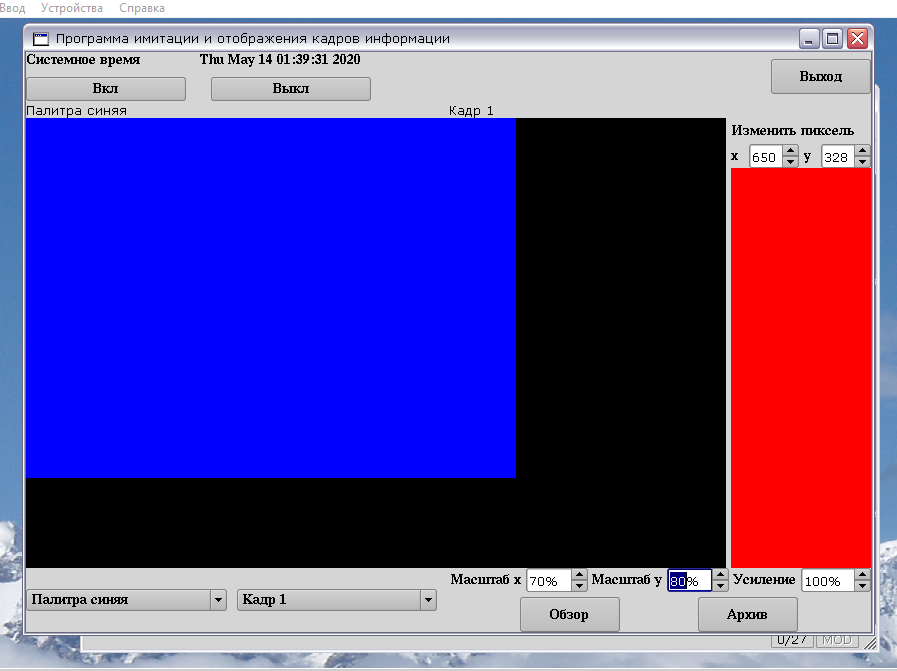 Ввод Устройства Справка
Программа имитации и отображения кадров информации
Системное время Thu May 14 01:39:31 2020
Выход
Вкл Выкл
Палитра синяя Кадр 1
Изменить пиксель
x 650 y 328
Масштаб x 70% Масштаб y 80% Усиление 100%
Палитра синяя Кадр 1
Обзор Архив
0/27 MOD